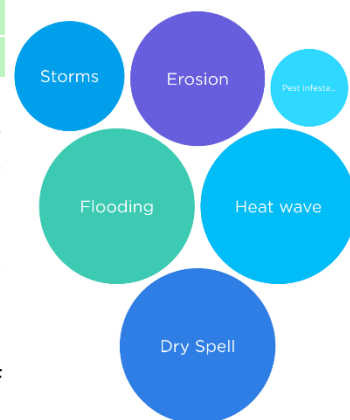 Storms
Erosion
Pest infesta...
Flooding
Heat wave
Dry Spell